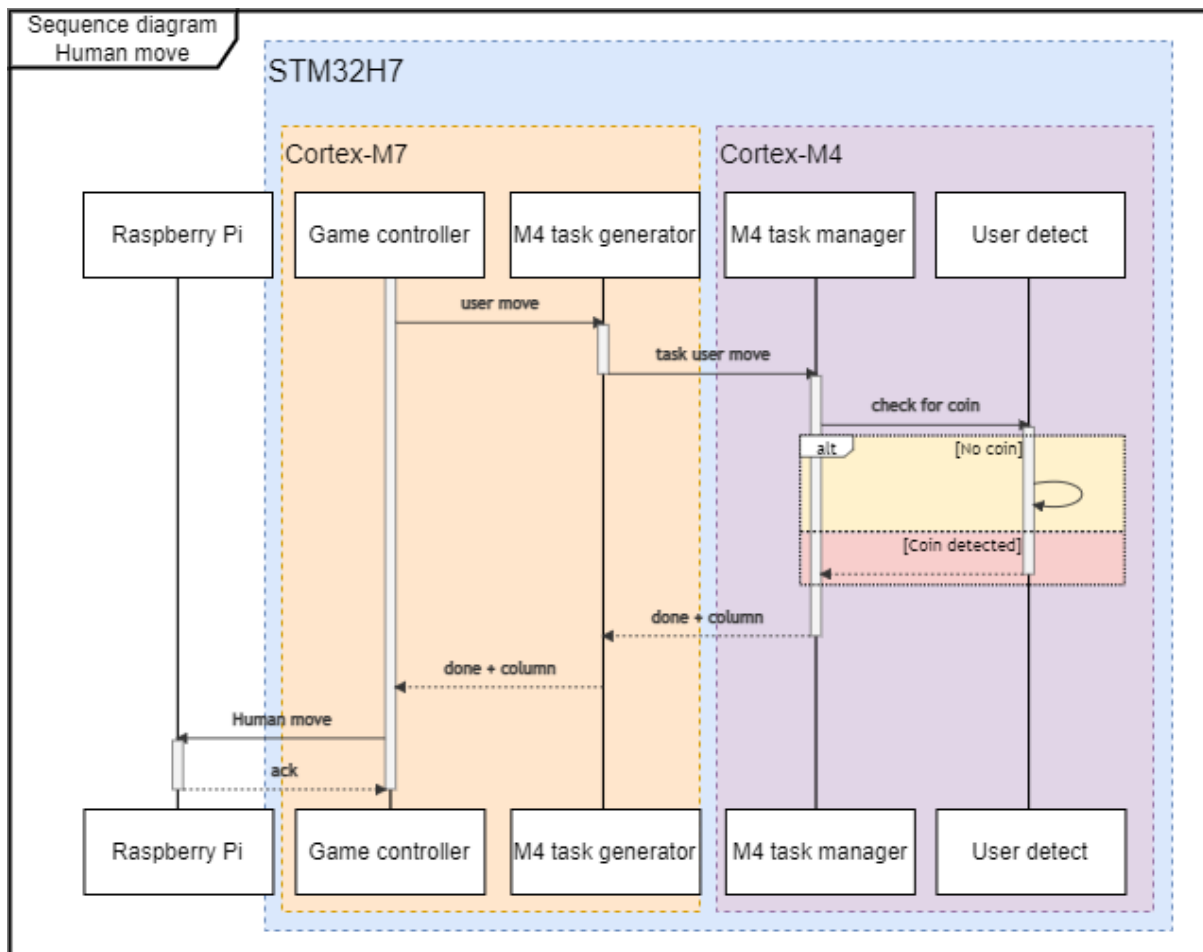 Sequence diagram
Human move
STM32H7
Cortex-M7
Cortex-M4
Raspberry Pi
Game controller
M4 task generator
M4 task manager
User detect
user move
task user move
check for coin
alt
[No coin]
[Coin detected]
done + column
done + column
Human move
ack
Raspberry Pi
Game controller
M4 task generator
M4 task manager
User detect